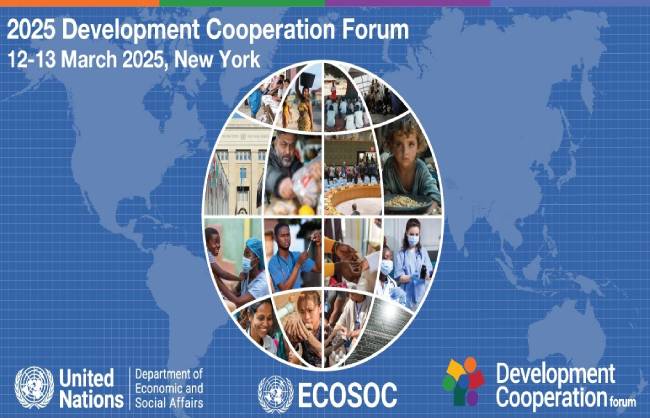 2025 Development Cooperation Forum
12-13 March 2025, New York
United
Nations
Department of
Economic and
Social Affairs
ECOSOC
Development
Cooperation forum